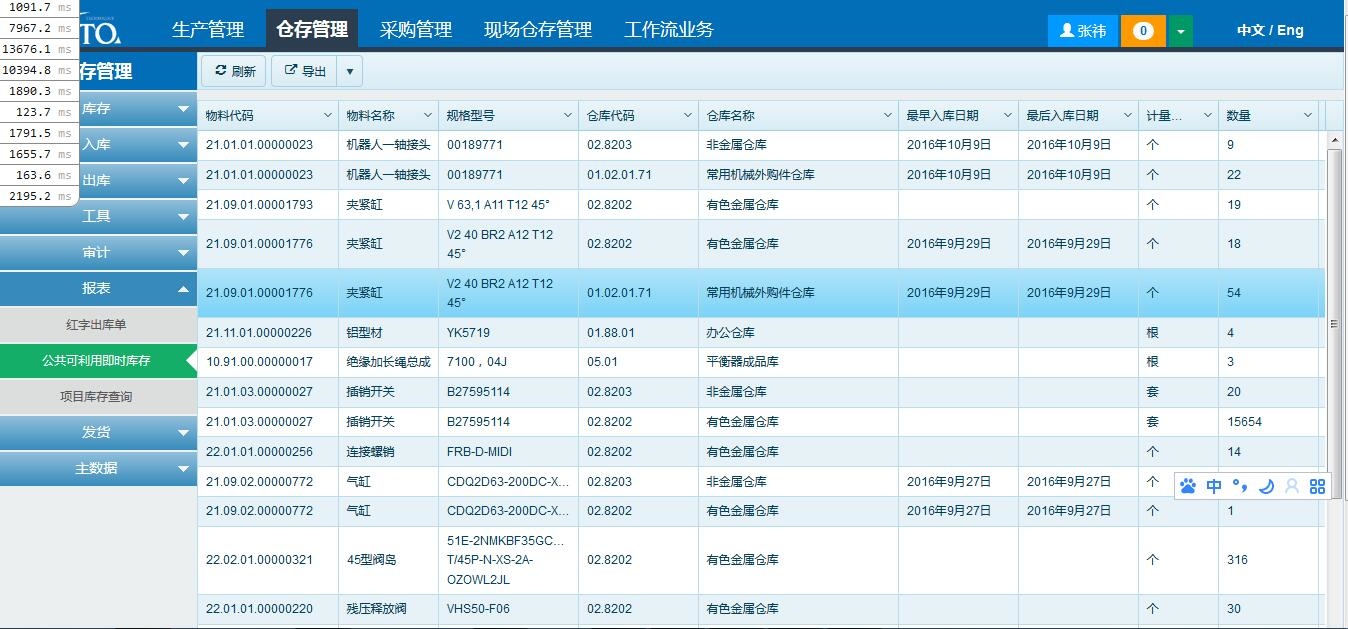 1091.7 ms
7967.2 ms
13676.1 ms
10394.8 ms
1890.3 ms
123.7 ms
1791.5 ms
1655.7 ms
163.6 ms
2195.2 ms
TO.
生产管理 仓存管理 采购管理 现场仓存管理 工作流业务
张祎 0 中文 / Eng
存管理
刷新 导出
库存
入库
出库
工具
审计
报表
红字出库单
公共可利用即时库存
项目库存查询
发货
主数据
物料代码 物料名称 规格型号 仓库代码 仓库名称 最早入库日期 最后入库日期 计量... 数量
21.01.01.00000023 机器人一轴接头 00189771 02.8203 非金属仓库 2016年10月9日 2016年10月9日 个 9
21.01.01.00000023 机器人一轴接头 00189771 01.02.01.71 常用机械外购件仓库 2016年10月9日 2016年10月9日 个 22
21.09.01.00001793 夹紧缸 V 63,1 A11 T12 45° 02.8202 有色金属仓库 个 19
21.09.01.00001776 夹紧缸 V2 40 BR2 A12 T12 45° 02.8202 有色金属仓库 2016年9月29日 2016年9月29日 个 18
21.09.01.00001776 夹紧缸 V2 40 BR2 A12 T12 45° 01.02.01.71 常用机械外购件仓库 2016年9月29日 2016年9月29日 个 54
21.11.01.00000226 铝型材 YK5719 01.88.01 办公仓库 根 4
10.91.00.00000017 绝缘加长绳总成 7100，04J 05.01 平衡器成品库 根 3
21.01.03.00000027 插销开关 B27595114 02.8203 非金属仓库 套 20
21.01.03.00000027 插销开关 B27595114 02.8202 有色金属仓库 套 15654
22.01.01.00000256 连接螺销 FRB-D-MIDI 02.8202 有色金属仓库 个 14
21.09.02.00000772 气缸 CDQ2D63-200DC-X... 02.8203 非金属仓库 2016年9月27日 2016年9月27日 个
中
21.09.02.00000772 气缸 CDQ2D63-200DC-X... 02.8202 有色金属仓库 2016年9月27日 2016年9月27日 个 1
22.02.01.00000321 45型阀岛 51E-2NMKBF35GC... T/45P-N-XS-2A-OZOWL2JL 02.8202 有色金属仓库 个 316
22.01.01.00000220 残压释放阀 VHS50-F06 02.8202 有色金属仓库 个 30